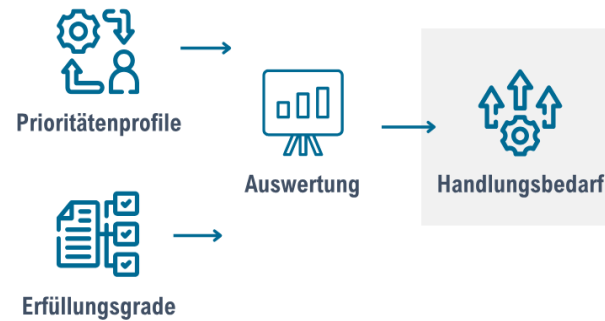 Prioritätenprofile
Auswertung
Handlungsbedarf
Erfüllungsgrade